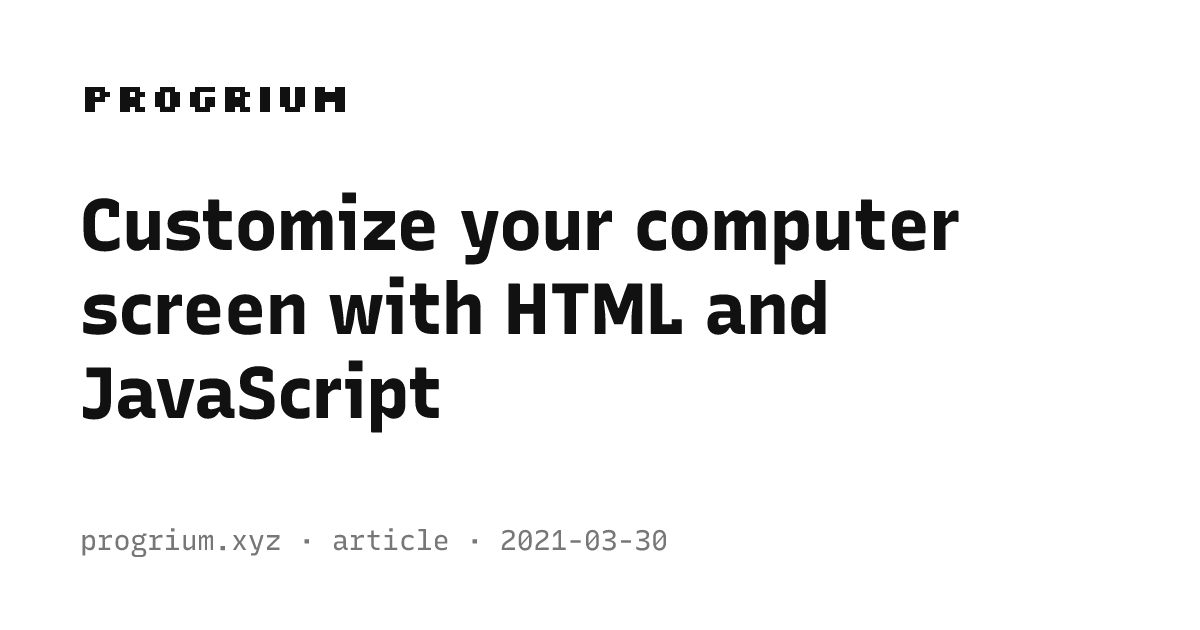 PROGRIUM
Customize your computer
screen with HTML and
JavaScript
progrium.xyz · article · 2021-03-30